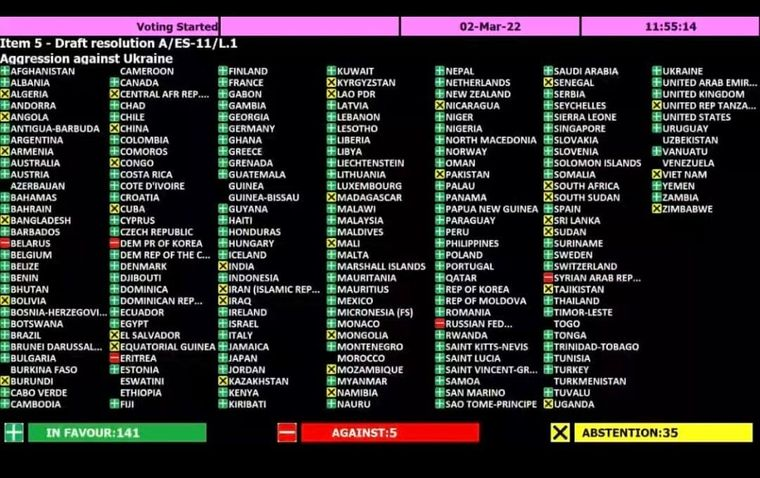 Voting Started 02-Mar-22 11:55:14
Item 5 - Draft resolution A/ES-11/L.1
Aggression against Ukraine
AFGHANISTAN
ALBANIA
ALGERIA
ANDORRA
ANGOLA
ANTIGUA-BARBUDA
ARGENTINA
ARMENIA
AUSTRALIA
AUSTRIA
AZERBAIJAN
BAHAMAS
BAHRAIN
BANGLADESH
BARBADOS
BELARUS
BELGIUM
BELIZE
BENIN
BHUTAN
BOLIVIA
BOSNIA-HERZEGOVI...
BOTSWANA
BRAZIL
BRUNEI DARUSSAL...
BULGARIA
BURKINA FASO
BURUNDI
CABO VERDE
CAMBODIA
CAMEROON
CANADA
CENTRAL AFR REP....
CHAD
CHILE
CHINA
COLOMBIA
COMOROS
CONGO
COSTA RICA
COTE D'IVOIRE
CROATIA
CUBA
CYPRUS
CZECH REPUBLIC
DEM PR OF KOREA
DEM REP OF THE C...
DENMARK
DJIBOUTI
DOMINICA
DOMINICAN REP...
ECUADOR
EGYPT
EL SALVADOR
EQUATORIAL GUINEA
ERITREA
ESTONIA
ESWATINI
ETHIOPIA
FIJI
FINLAND
FRANCE
GABON
GAMBIA
GEORGIA
GERMANY
GHANA
GREECE
GRENADA
GUATEMALA
GUINEA
GUINEA-BISSAU
GUYANA
HAITI
HONDURAS
HUNGARY
ICELAND
INDIA
INDONESIA
IRAN (ISLAMIC REP...
IRAQ
IRELAND
ISRAEL
ITALY
JAMAICA
JAPAN
JORDAN
KAZAKHSTAN
KENYA
KIRIBATI
KUWAIT
KYRGYZSTAN
LAO PDR
LATVIA
LEBANON
LESOTHO
LIBERIA
LIBYA
LIECHTENSTEIN
LITHUANIA
LUXEMBOURG
MADAGASCAR
MALAWI
MALAYSIA
MALDIVES
MALI
MALTA
MARSHALL ISLANDS
MAURITANIA
MAURITIUS
MEXICO
MICRONESIA (FS)
MONACO
MONGOLIA
MONTENEGRO
MOROCCO
MOZAMBIQUE
MYANMAR
NAMIBIA
NAURU
NEPAL
NETHERLANDS
NEW ZEALAND
NICARAGUA
NIGER
NIGERIA
NORTH MACEDONIA
NORWAY
OMAN
PAKISTAN
PALAU
PANAMA
PAPUA NEW GUINEA
PARAGUAY
PERU
PHILIPPINES
POLAND
PORTUGAL
QATAR
REP OF KOREA
REP OF MOLDOVA
ROMANIA
RUSSIAN FED...
RWANDA
SAINT KITTS-NEVIS
SAINT LUCIA
SAINT VINCENT-GR...
SAMOA
SAN MARINO
SAO TOME-PRINCIPE
SAUDI ARABIA
SENEGAL
SERBIA
SEYCHELLES
SIERRA LEONE
SINGAPORE
SLOVAKIA
SLOVENIA
SOLOMON ISLANDS
SOMALIA
SOUTH AFRICA
SOUTH SUDAN
SPAIN
SRI LANKA
SUDAN
SURINAME
SWEDEN
SWITZERLAND
SYRIAN ARAB REP...
TAJIKISTAN
THAILAND
TIMOR-LESTE
TOGO
TONGA
TRINIDAD-TOBAGO
TUNISIA
TURKEY
TURKMENISTAN
TUVALU
UGANDA
UKRAINE
UNITED ARAB EMIR...
UNITED KINGDOM
UNITED REP TANZA...
UNITED STATES
URUGUAY
UZBEKISTAN
VANUATU
VENEZUELA
VIET NAM
YEMEN
ZAMBIA
ZIMBABWE
IN FAVOUR:141 AGAINST:5 ABSTENTION:35